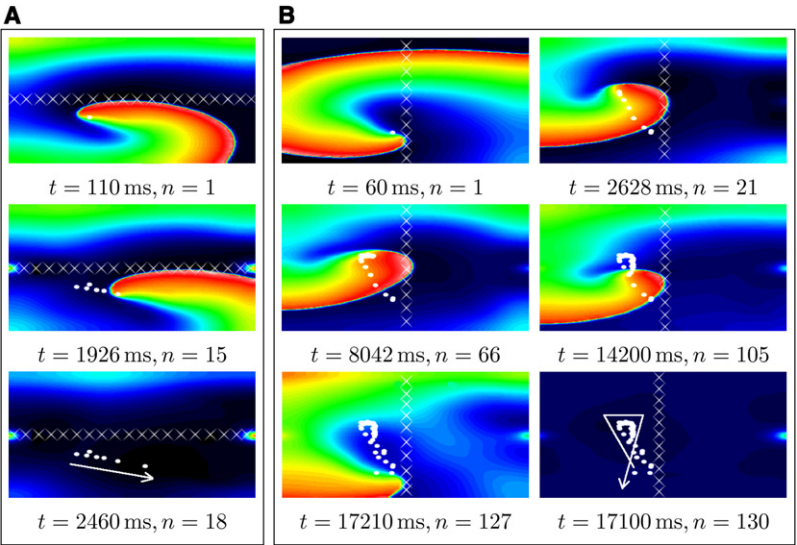 A
B
t = 110 ms, n = 1
t = 60 ms, n = 1
t = 2628 ms, n = 21
t = 1926 ms, n = 15
t = 8042 ms, n = 66
t = 14200 ms, n = 105
t = 2460 ms, n = 18
t = 17210 ms, n = 127
t = 17100 ms, n = 130